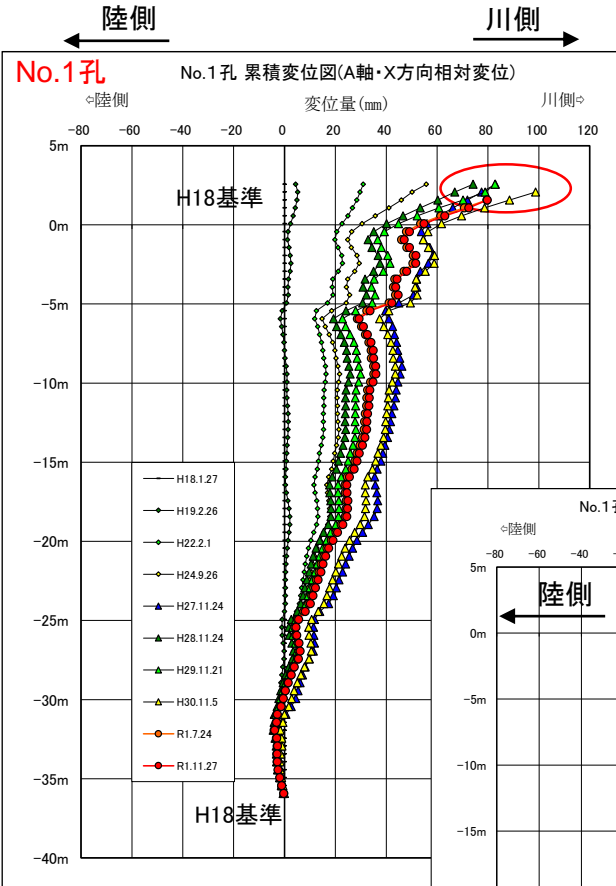 陸側
川側
No.1孔
No.1孔 累積変位図(A軸・X方向相対変位)
⇦陸側
変位量(mm)
川側⇨
-80 -60 -40 -20 0 20 40 60 80 100 120
5m
H18基準
0m
-5m
-10m
-15m
H18.1.27
H19.2.26
H22.2.1
H24.9.26
H27.11.24
H28.11.24
H29.11.21
H30.11.5
R1.7.24
R1.11.27
-20m
-25m
-30m
-35m
H18基準
-40m
No.1孔
⇦陸側
-80 -60 -40
5m
陸側
0m
-5m
-10m
-15m